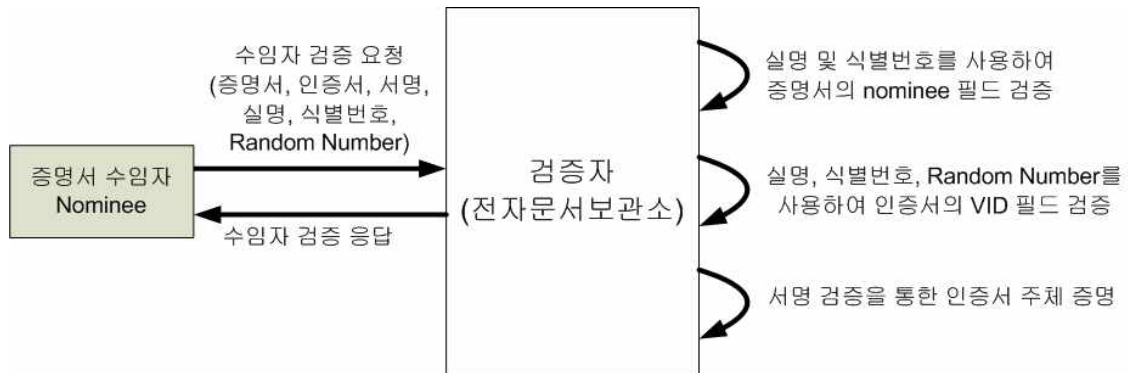 수임자 검증 요청
(증명서, 인증서, 서명,
실명, 식별번호,
Random Number)
증명서 수임자
Nominee
수임자 검증 응답
검증자
(전자문서보관소)
실명 및 식별번호를 사용하여
증명서의 nominee 필드 검증
실명, 식별번호, Random Number를
사용하여 인증서의 VID 필드 검증
서명 검증을 통한 인증서 주체 증명